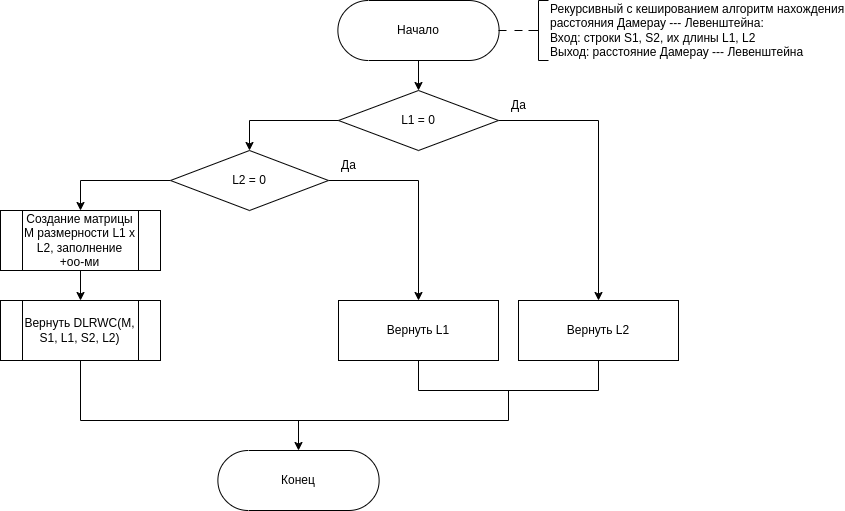 Начало
Рекурсивный с кешированием алгоритм нахождения
расстояния Дамерау --- Левенштейна:
Вход: строки S1, S2, их длины L1, L2
Выход: расстояние Дамерау --- Левенштейна
Да
L1 = 0
Да
L2 = 0
Создание матрицы
M размерности L1 x
L2, заполнение
+oo-ми
Вернуть DLRWC(M,
S1, L1, S2, L2)
Вернуть L1
Вернуть L2
Конец